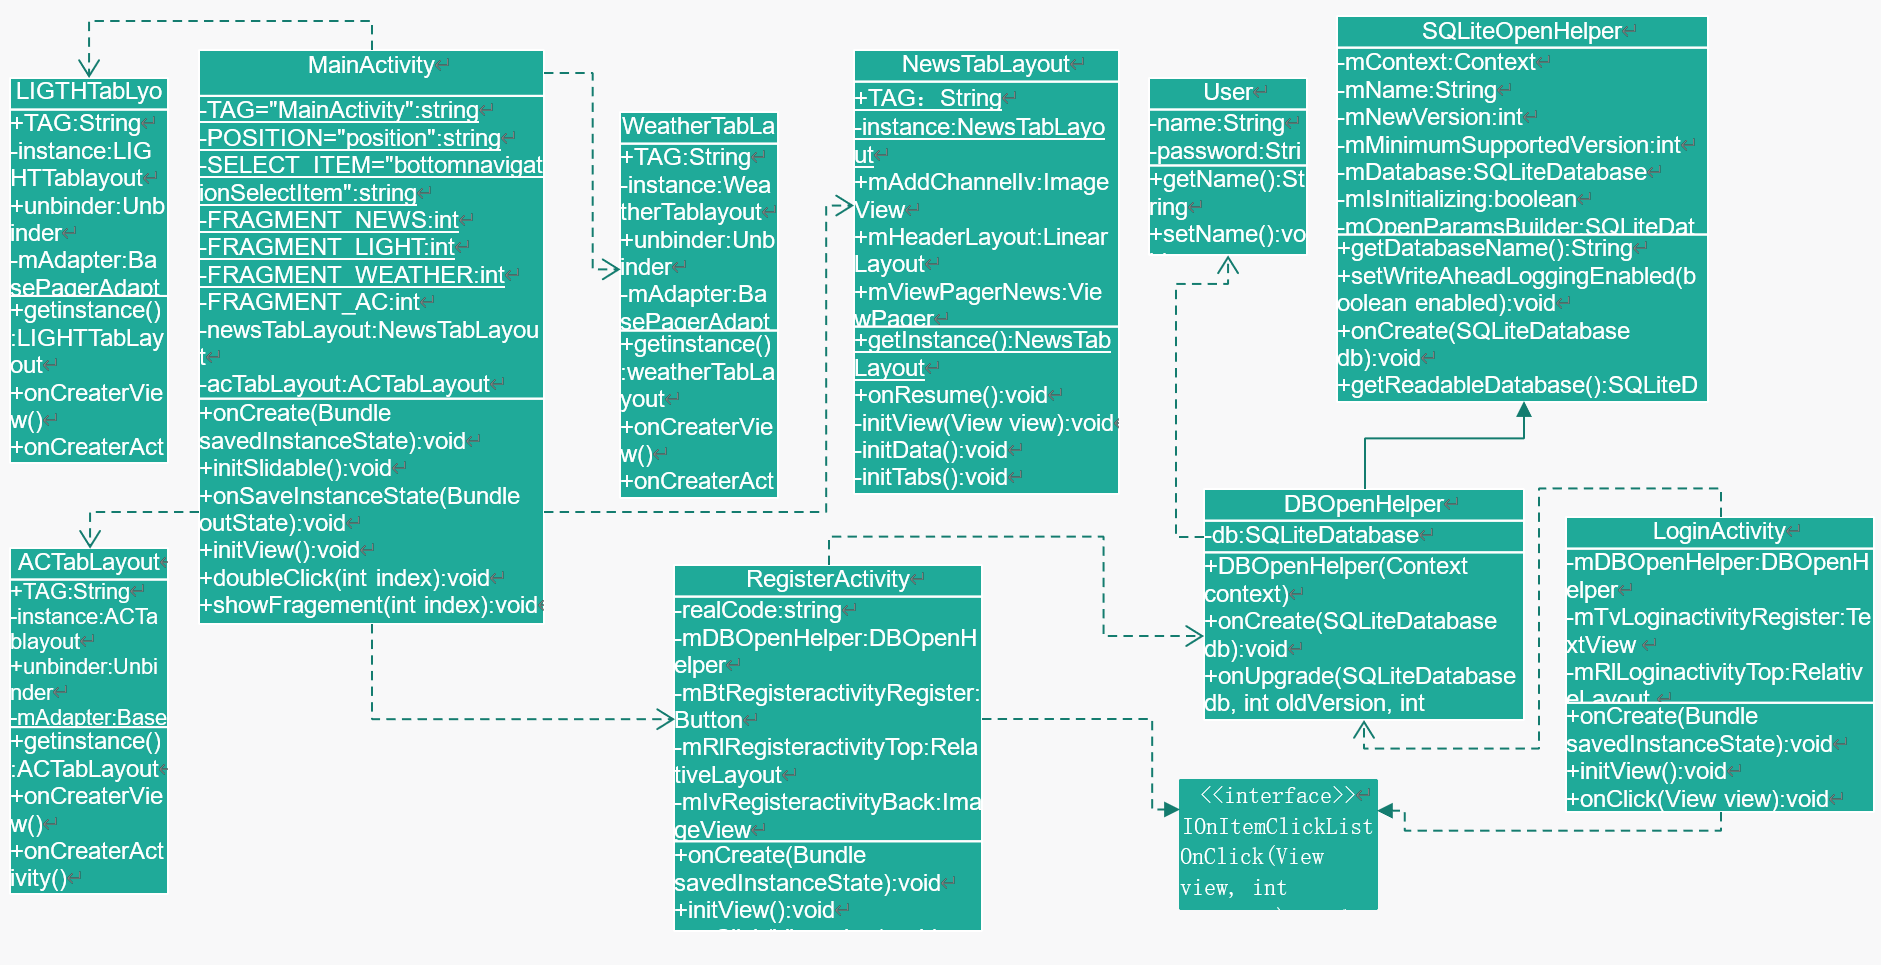 LIGTHTabLyo
+TAG:String
-instance:LIG
HTTablayout
+unbinder:Unb
inder
-mAdapter:Ba
sePagerAdapt
+getinstance()
:LIGHTTabLay
out
+onCreaterVie
w()
+onCreaterAct
ACTabLayout
+TAG:String
-instance:ACTa
blayout
+unbinder:Unbi
nder
-mAdapter:Base
+getinstance()
:ACTabLayout
+onCreaterVie
w()
+onCreaterAct
ivity()
MainActivity
-TAG="MainActivity":string
-POSITION="position":string
-SELECT_ITEM="bottomnavigat
ionSelectItem":string
-FRAGMENT_NEWS:int
-FRAGMENT_LIGHT:int
-FRAGMENT_WEATHER:int
-FRAGMENT_AC:int
-newsTabLayout:NewsTabLayou
t
-acTabLayout:ACTabLayout
+onCreate(Bundle
savedInstanceState):void
+initSlidable():void
+onSaveInstanceState(Bundle
outState):void
+initView():void
+doubleClick(int index):void
+showFragement(int index):void
WeatherTabLa
+TAG:String
-instance:Wea
therTablayout
+unbinder:Unb
inder
-mAdapter:Ba
sePagerAdapt
+getinstance()
:weatherTabLa
yout
+onCreaterVie
w()
+onCreaterAct
NewsTabLayout
+TAG：String
-instance:NewsTabLayo
ut
+mAddChannelIv:Image
View
+mHeaderLayout:Linear
Layout
+mViewPagerNews:Vie
wPager
+getInstance():NewsTab
Layout
+onResume():void
-initView(View view):void
-initData():void
-initTabs():void
User
-name:String
-password:Stri
+getName():St
ring
+setName():vo
SQLiteOpenHelper
-mContext:Context
-mName:String
-mNewVersion:int
-mMinimumSupportedVersion:int
-mDatabase:SQLiteDatabase
-mIsInitializing:boolean
-mOpenParamsBuilder:SQLiteDat
+getDatabaseName():String
+setWriteAheadLoggingEnabled(b
oolean enabled):void
+onCreate(SQLiteDatabase
db):void
+getReadableDatabase():SQLiteD
RegisterActivity
-realCode:string
-mDBOpenHelper:DBOpenH
elper
-mBtRegisteractivityRegister:
Button
-mRlRegisteractivityTop:Rela
tiveLayout
-mIvRegisteractivityBack:Ima
geView
+onCreate(Bundle
savedInstanceState):void
+initView():void
DBOpenHelper
-db:SQLiteDatabase
+DBOpenHelper(Context
context)
+onCreate(SQLiteDatabase
db):void
+onUpgrade(SQLiteDatabase
db, int oldVersion, int
LoginActivity
-mDBOpenHelper:DBOpenH
elper
-mTvLoginactivityRegister:Te
xtView
-mRlLoginactivityTop:Relativ
eLayout
+onCreate(Bundle
savedInstanceState):void
+initView():void
+onClick(View view):void
<<interface>>
IOnItemClickList
OnClick(View
view, int